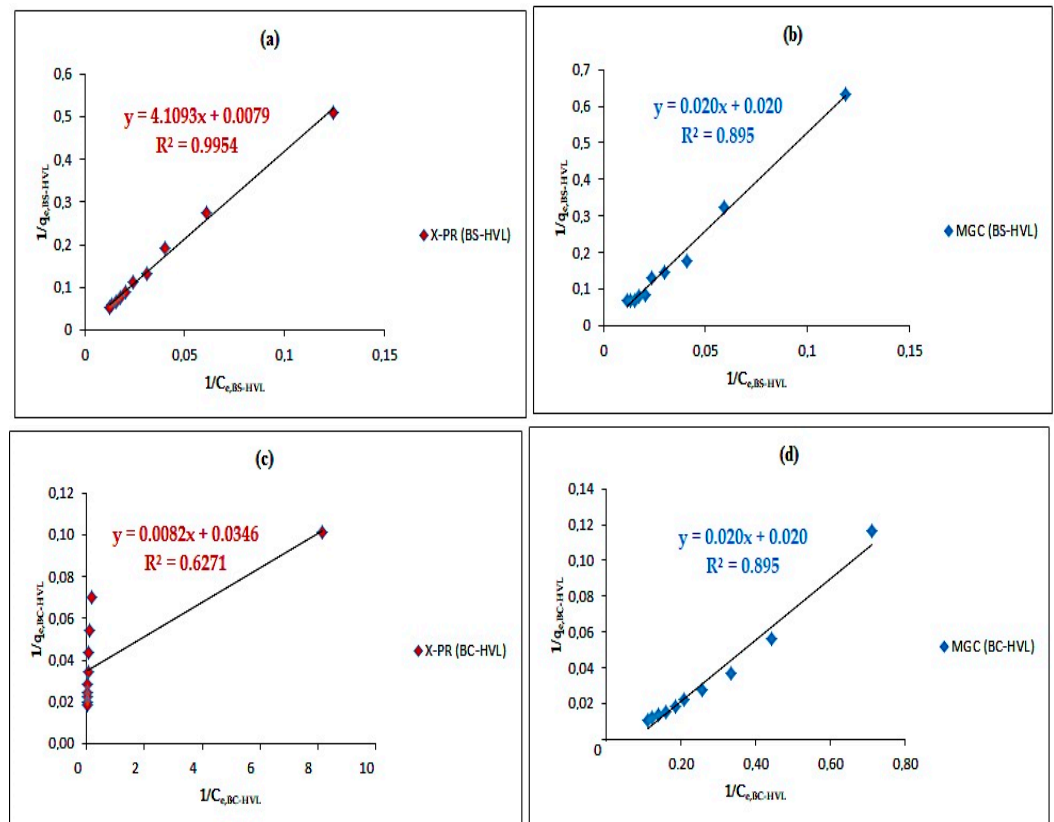 (a)
0,6
0,5
0,4
0,3
0,2
0,1
0
y = 4.1093x + 0.0079
R² = 0.9954
1/qe,BS-HVL
X-PR (BS-HVL)
0
0,05
0,1
0,15
1/Ce,BS-HVL
(b)
0,7
0,6
0,5
0,4
0,3
0,2
0,1
0
y = 0.020x + 0.020
R² = 0.895
1/qe,BS-HVL
MGC (BS-HVL)
0
0,05
0,1
0,15
1/Ce,BS-HVL
(c)
0,12
0,10
0,08
0,06
0,04
0,02
0,00
y = 0.0082x + 0.0346
R² = 0.6271
1/qe,BC-HVL
X-PR (BC-HVL)
0
2
4
6
8
10
1/Ce,BC-HVL
(d)
0,14
0,12
0,10
0,08
0,06
0,04
0,02
0
y = 0.020x + 0.020
R² = 0.895
1/qe,BC-HVL
MGC (BC-HVL)
0,20
0,40
0,60
0,80
1/Ce,BC-HVL